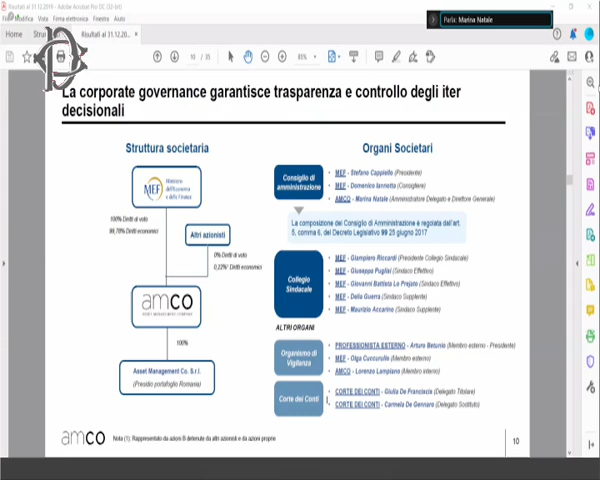 Risultati al 31.12.2019 - Adobe Acrobat Pro DC (32-bit)
File Modifica Vista Firma elettronica Finestra Aiuto
Parla: Marina Natale
Home
Risultati al 31.12.20...
10 / 35
85%
La corporate governance garantisce trasparenza e controllo degli iter
decisionali
Struttura societaria
MEF
Ministero
dell'Economia
e delle Finanze
100% Diritti di voto
99,78% Diritti economici
Altri azionisti
0% Diritti di voto
0,22%¹ Diritti economici
amco
ASSET MANAGEMENT COMPANY
100%
Asset Management Co. S.r.l.
(Presidio portafoglio Romania)
Organi Societari
Consiglio di
amministrazione
• MEF - Stefano Cappiello (Presidente)
• MEF - Domenico Iannotta (Consigliere)
• AMCO - Marina Natale (Amministratore Delegato e Direttore Generale)
La composizione del Consiglio di Amministrazione è regolata dall'art.
5, comma 6, del Decreto Legislativo 99 25 giugno 2017
Collegio
Sindacale
• MEF - Giampiero Riccardi (Presidente Collegio Sindacale)
• MEF - Giuseppa Puglisi (Sindaco Effettivo)
• MEF - Giovanni Battista Lo Prejato (Sindaco Effettivo)
• MEF - Delia Guerra (Sindaco Supplente)
• MEF - Maurizio Accarino (Sindaco Supplente)
ALTRI ORGANI
Organismo di
Vigilanza
• PROFESSIONISTA ESTERNO - Arturo Betunio (Membro esterno - Presidente)
• MEF - Olga Cuccurullo (Membro esterno)
• AMCO - Lorenzo Lampiano (Membro interno)
Corte dei Conti
• CORTE DEI CONTI - Giulia De Franciscis (Delegato Titolare)
• CORTE DEI CONTI - Carmela De Gennaro (Delegato Sostituto)
amco
ASSET MANAGEMENT COMPANY
Nota (1): Rappresentato da azioni B detenute da altri azionisti e da azioni proprie
10